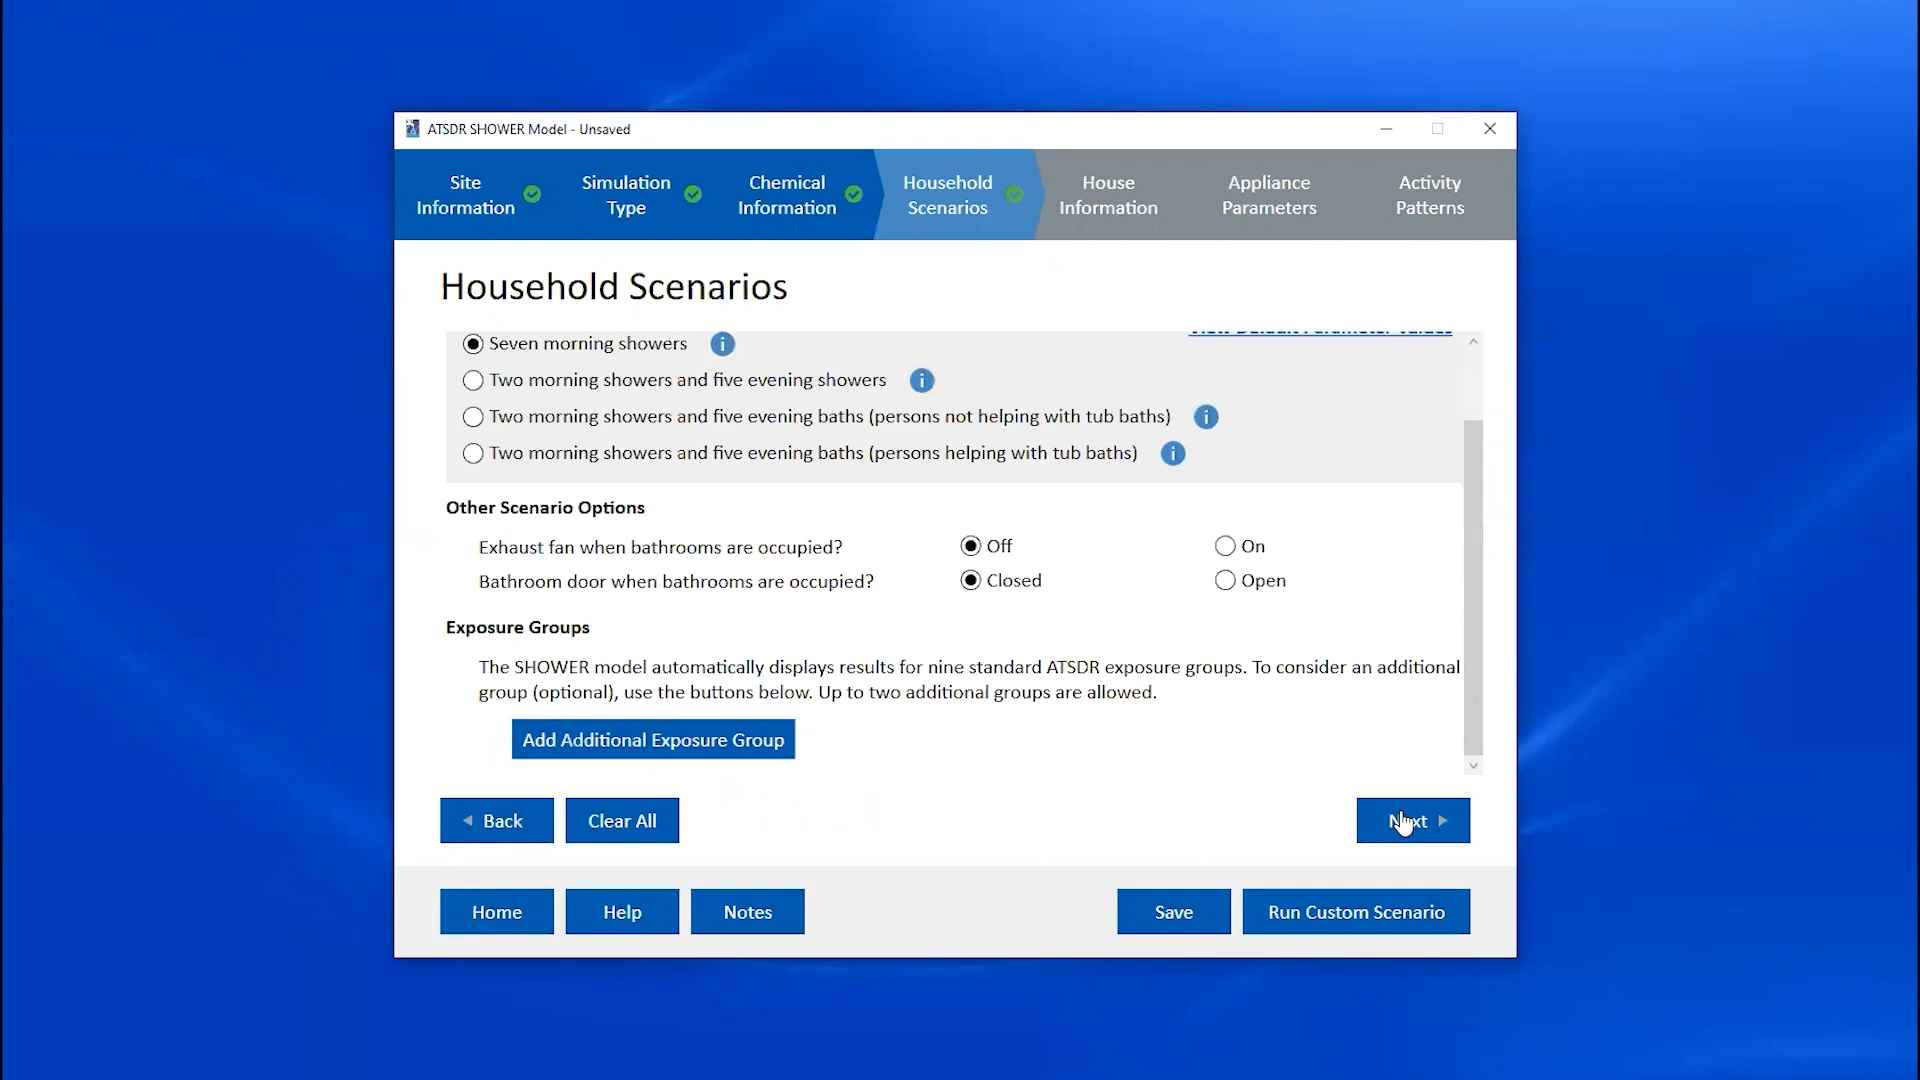 ATSDR SHOWER Model - Unsaved
Site
Information
Simulation
Type
Chemical
Information
Household
Scenarios
House
Information
Appliance
Parameters
Activity
Patterns
Household Scenarios
View Default Parameter Values
Seven morning showers
Two morning showers and five evening showers
Two morning showers and five evening baths (persons not helping with tub baths)
Two morning showers and five evening baths (persons helping with tub baths)
Other Scenario Options
Exhaust fan when bathrooms are occupied? Off On
Bathroom door when bathrooms are occupied? Closed Open
Exposure Groups
The SHOWER model automatically displays results for nine standard ATSDR exposure groups. To consider an additional
group (optional), use the buttons below. Up to two additional groups are allowed.
Add Additional Exposure Group
Back Clear All Next
Home Help Notes Save Run Custom Scenario